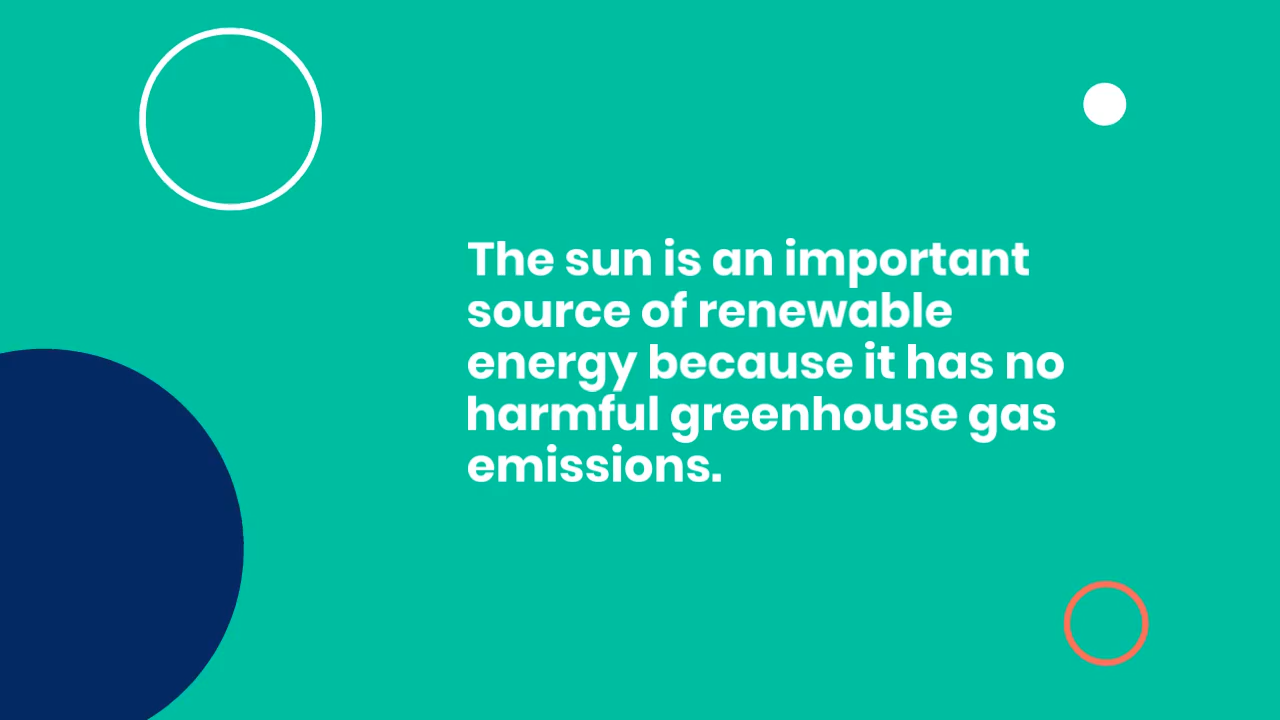 The sun is an important
source of renewable
energy because it has no
harmful greenhouse gas
emissions.